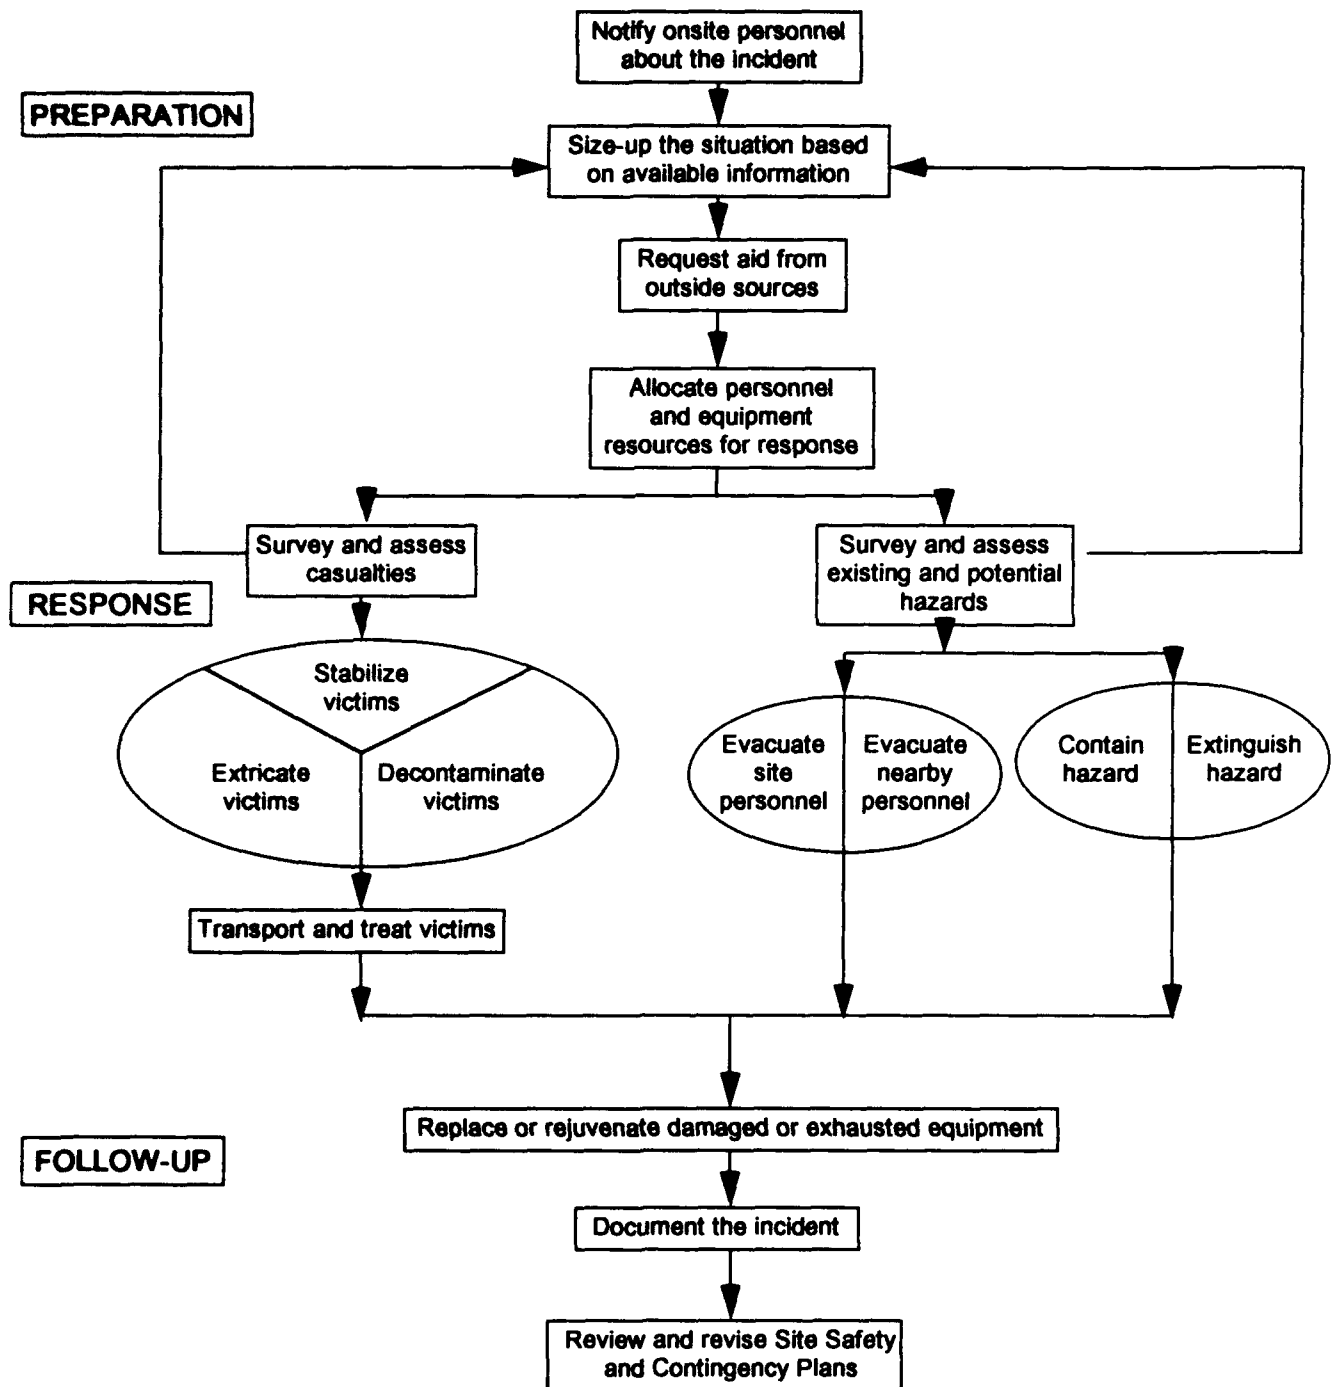 Notify onsite personnel
about the incident
PREPARATION
Size-up the situation based
on available information
Request aid from
outside sources
Allocate personnel
and equipment
resources for response
Survey and assess
casualties
Survey and assess
existing and potential
hazards
RESPONSE
Stabilize
victims
Extricate
victims
Decontaminate
victims
Evacuate
site
personnel
Evacuate
nearby
personnel
Contain
hazard
Extinguish
hazard
Transport and treat victims
Replace or rejuvenate damaged or exhausted equipment
FOLLOW-UP
Document the incident
Review and revise Site Safety
and Contingency Plans